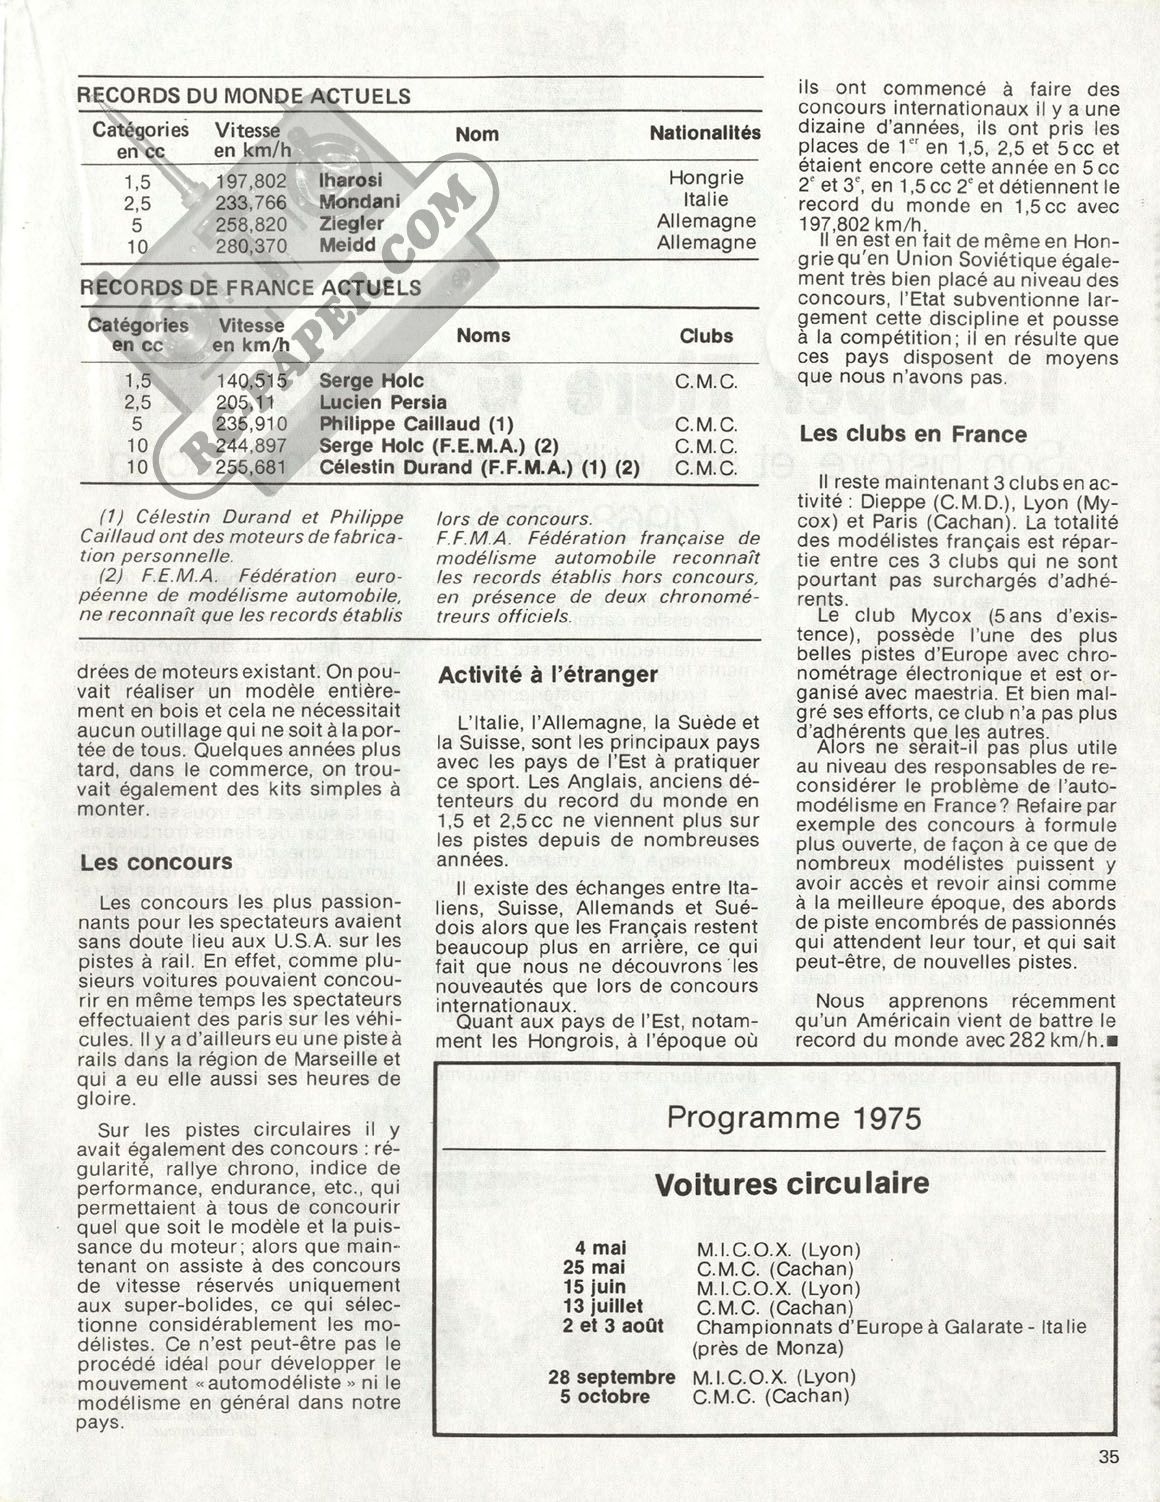 RECORDS DU MONDE ACTUELS
Catégories en cc Vitesse en km/h Nom Nationalités
1,5 197,802 Iharosi Hongrie
2,5 233,766 Mondani Italie
5 258,820 Ziegler Allemagne
10 280,370 Meidd Allemagne
RECORDS DE FRANCE ACTUELS
Catégories en cc Vitesse en km/h Noms Clubs
1,5 140,515 Serge Holc C.M.C.
2,5 205,11 Lucien Persia
5 235,910 Philippe Caillaud (1) C.M.C.
10 244,897 Serge Holc (F.E.M.A.) (2) C.M.C.
10 255,681 Célestin Durand (F.F.M.A.) (1) (2) C.M.C.
RC-PAPER.COM
(1) Célestin Durand et Philippe
Caillaud ont des moteurs de fabrica-
tion personnelle.
(2) F.E.M.A. Fédération euro-
péenne de modélisme automobile,
ne reconnaît que les records établis
lors de concours.
F.F.M.A. Fédération française de
modélisme automobile reconnaît
les records établis hors concours,
en présence de deux chronomé-
treurs officiels.
drées de moteurs existant. On pou-
vait réaliser un modèle entière-
ment en bois et cela ne nécessitait
aucun outillage qui ne soit à la por-
tée de tous. Quelques années plus
tard, dans le commerce, on trou-
vait également des kits simples à
monter.
Les concours
Les concours les plus passion-
nants pour les spectateurs avaient
sans doute lieu aux U.S.A. sur les
pistes à rail. En effet, comme plu-
sieurs voitures pouvaient concou-
rir en même temps les spectateurs
effectuaient des paris sur les véhi-
cules. Il y a d'ailleurs eu une piste à
rails dans la région de Marseille et
qui a eu elle aussi ses heures de
gloire.
Sur les pistes circulaires il y
avait également des concours : ré-
gularité, rallye chrono, indice de
performance, endurance, etc., qui
permettaient à tous de concourir
quel que soit le modèle et la puis-
sance du moteur; alors que main-
tenant on assiste à des concours
de vitesse réservés uniquement
aux super-bolides, ce qui sélec-
tionne considérablement les mo-
délistes. Ce n'est peut-être pas le
procédé idéal pour développer le
mouvement « automodéliste » ni le
modélisme en général dans notre
pays.
Activité à l'étranger
L'Italie, l'Allemagne, la Suède et
la Suisse, sont les principaux pays
avec les pays de l'Est à pratiquer
ce sport. Les Anglais, anciens dé-
tenteurs du record du monde en
1,5 et 2,5 cc ne viennent plus sur
les pistes depuis de nombreuses
années.
Il existe des échanges entre Ita-
liens, Suisse, Allemands et Sué-
dois alors que les Français restent
beaucoup plus en arrière, ce qui
fait que nous ne découvrons les
nouveautés que lors de concours
internationaux.
Quant aux pays de l'Est, notam-
ment les Hongrois, à l'époque où
ils ont commencé à faire des
concours internationaux il y a une
dizaine d'années, ils ont pris les
places de 1er en 1,5, 2,5 et 5 cc et
étaient encore cette année en 5 cc
2e et 3e, en 1,5 cc 2e et détiennent le
record du monde en 1,5 cc avec
197,802 km/h.
Il en est en fait de même en Hon-
grie qu'en Union Soviétique égale-
ment très bien placé au niveau des
concours, l'Etat subventionne lar-
gement cette discipline et pousse
à la compétition; il en résulte que
ces pays disposent de moyens
que nous n'avons pas.
Les clubs en France
Il reste maintenant 3 clubs en ac-
tivité : Dieppe (C.M.D.), Lyon (My-
cox) et Paris (Cachan). La totalité
des modélistes français est répar-
tie entre ces 3 clubs qui ne sont
pourtant pas surchargés d'adhé-
rents.
Le club Mycox (5 ans d'exis-
tence), possède l'une des plus
belles pistes d'Europe avec chro-
nométrage électronique et est or-
ganisé avec maestria. Et bien mal-
gré ses efforts, ce club n'a pas plus
d'adhérents que les autres.
Alors ne serait-il pas plus utile
au niveau des responsables de re-
considérer le problème de l'auto-
modélisme en France? Refaire par
exemple des concours à formule
plus ouverte, de façon à ce que de
nombreux modélistes puissent y
avoir accès et revoir ainsi comme
à la meilleure époque, des abords
de piste encombrés de passionnés
qui attendent leur tour, et qui sait
peut-être, de nouvelles pistes.
Nous apprenons récemment
qu'un Américain vient de battre le
record du monde avec 282 km/h.■
Programme 1975
Voitures circulaire
4 mai M.I.C.O.X. (Lyon)
25 mai C.M.C. (Cachan)
15 juin M.I.C.O.X. (Lyon)
13 juillet C.M.C. (Cachan)
2 et 3 août Championnats d'Europe à Galarate - Italie
(près de Monza)
28 septembre M.I.C.O.X. (Lyon)
5 octobre C.M.C. (Cachan)
35